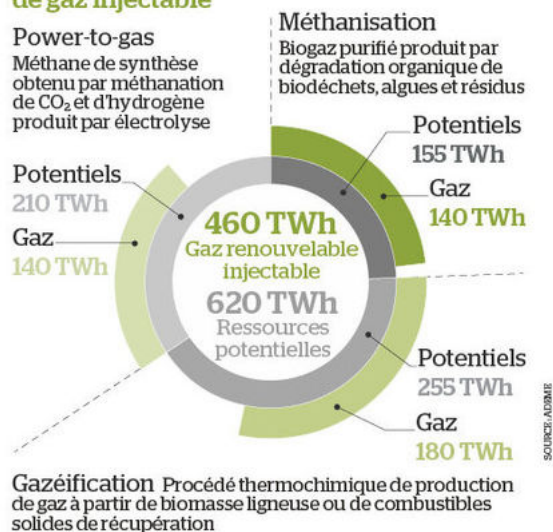 de gaz injectable
Power-to-gas
Méthane de synthèse
obtenu par méthanation
de CO₂ et d'hydrogène
produit par électrolyse
Méthanisation
Biogaz purifié produit par
dégradation organique de
biodéchets, algues et résidus
Potentiels
210 TWh
Gaz
140 TWh
Potentiels
155 TWh
Gaz
140 TWh
460 TWh
Gaz renouvelable
injectable
620 TWh
Ressources
potentielles
Potentiels
255 TWh
Gaz
180 TWh
SOURCE : ADEME
Gazéification Procédé thermochimique de production
de gaz à partir de biomasse ligneuse ou de combustibles
solides de récupération